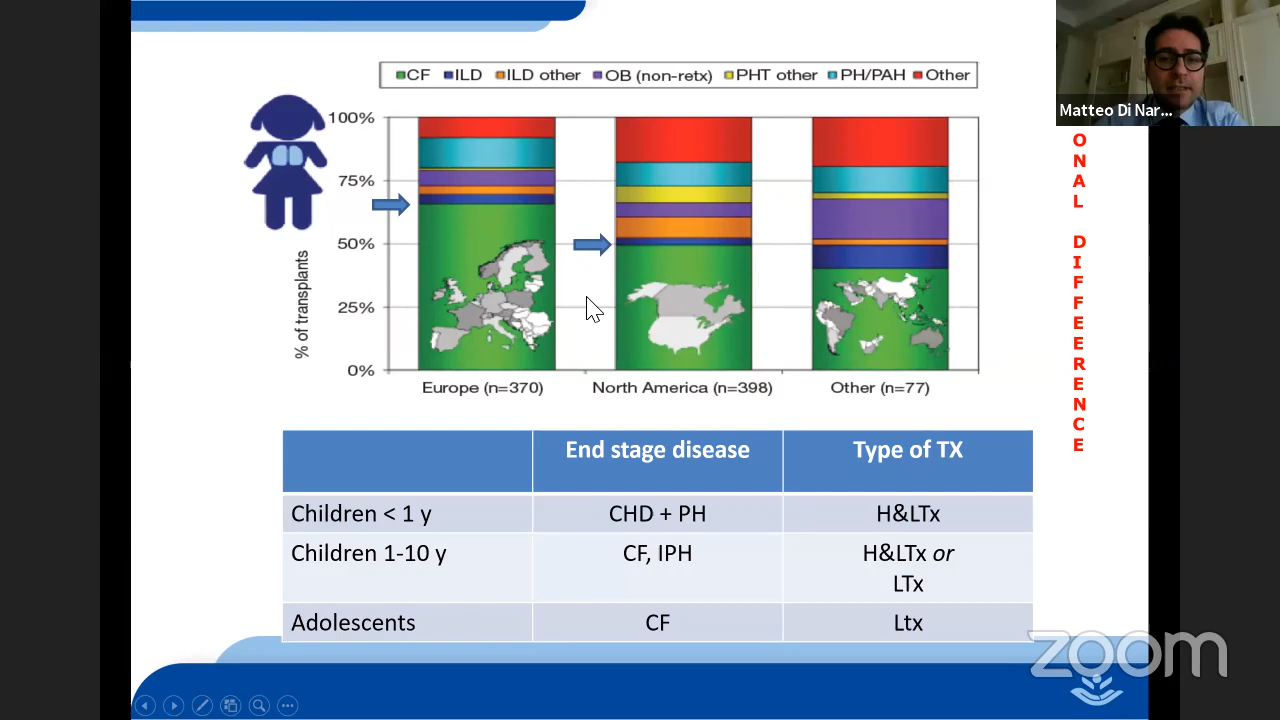 CF ILD ILD other OB (non-retx) PHT other PH/PAH Other
100%
75%
50%
25%
0%
% of transplants
Europe (n=370) North America (n=398) Other (n=77)
Matteo Di Nar...
ONAL
DIFFERENCE
End stage disease Type of TX
Children < 1 y CHD + PH H&LTx
Children 1-10 y CF, IPH H&LTx or
LTx
Adolescents CF Ltx
zoom